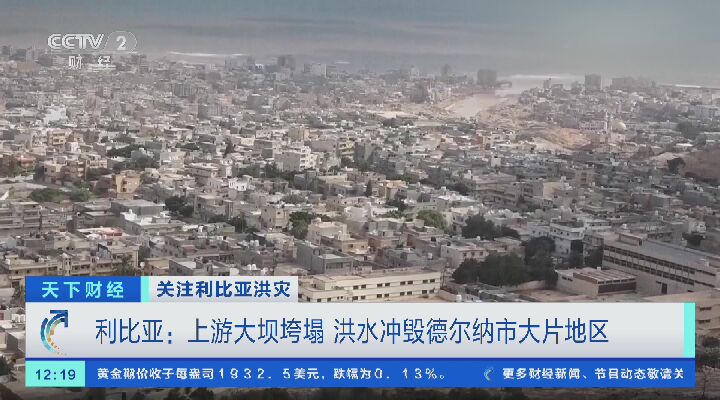 CCTV 2
财经
天下财经 关注利比亚洪灾
利比亚：上游大坝垮塌 洪水冲毁德尔纳市大片地区
12:19 黄金期价收于每盎司1932.5美元，跌幅为0.13%。 更多财经新闻、节目动态敬请关